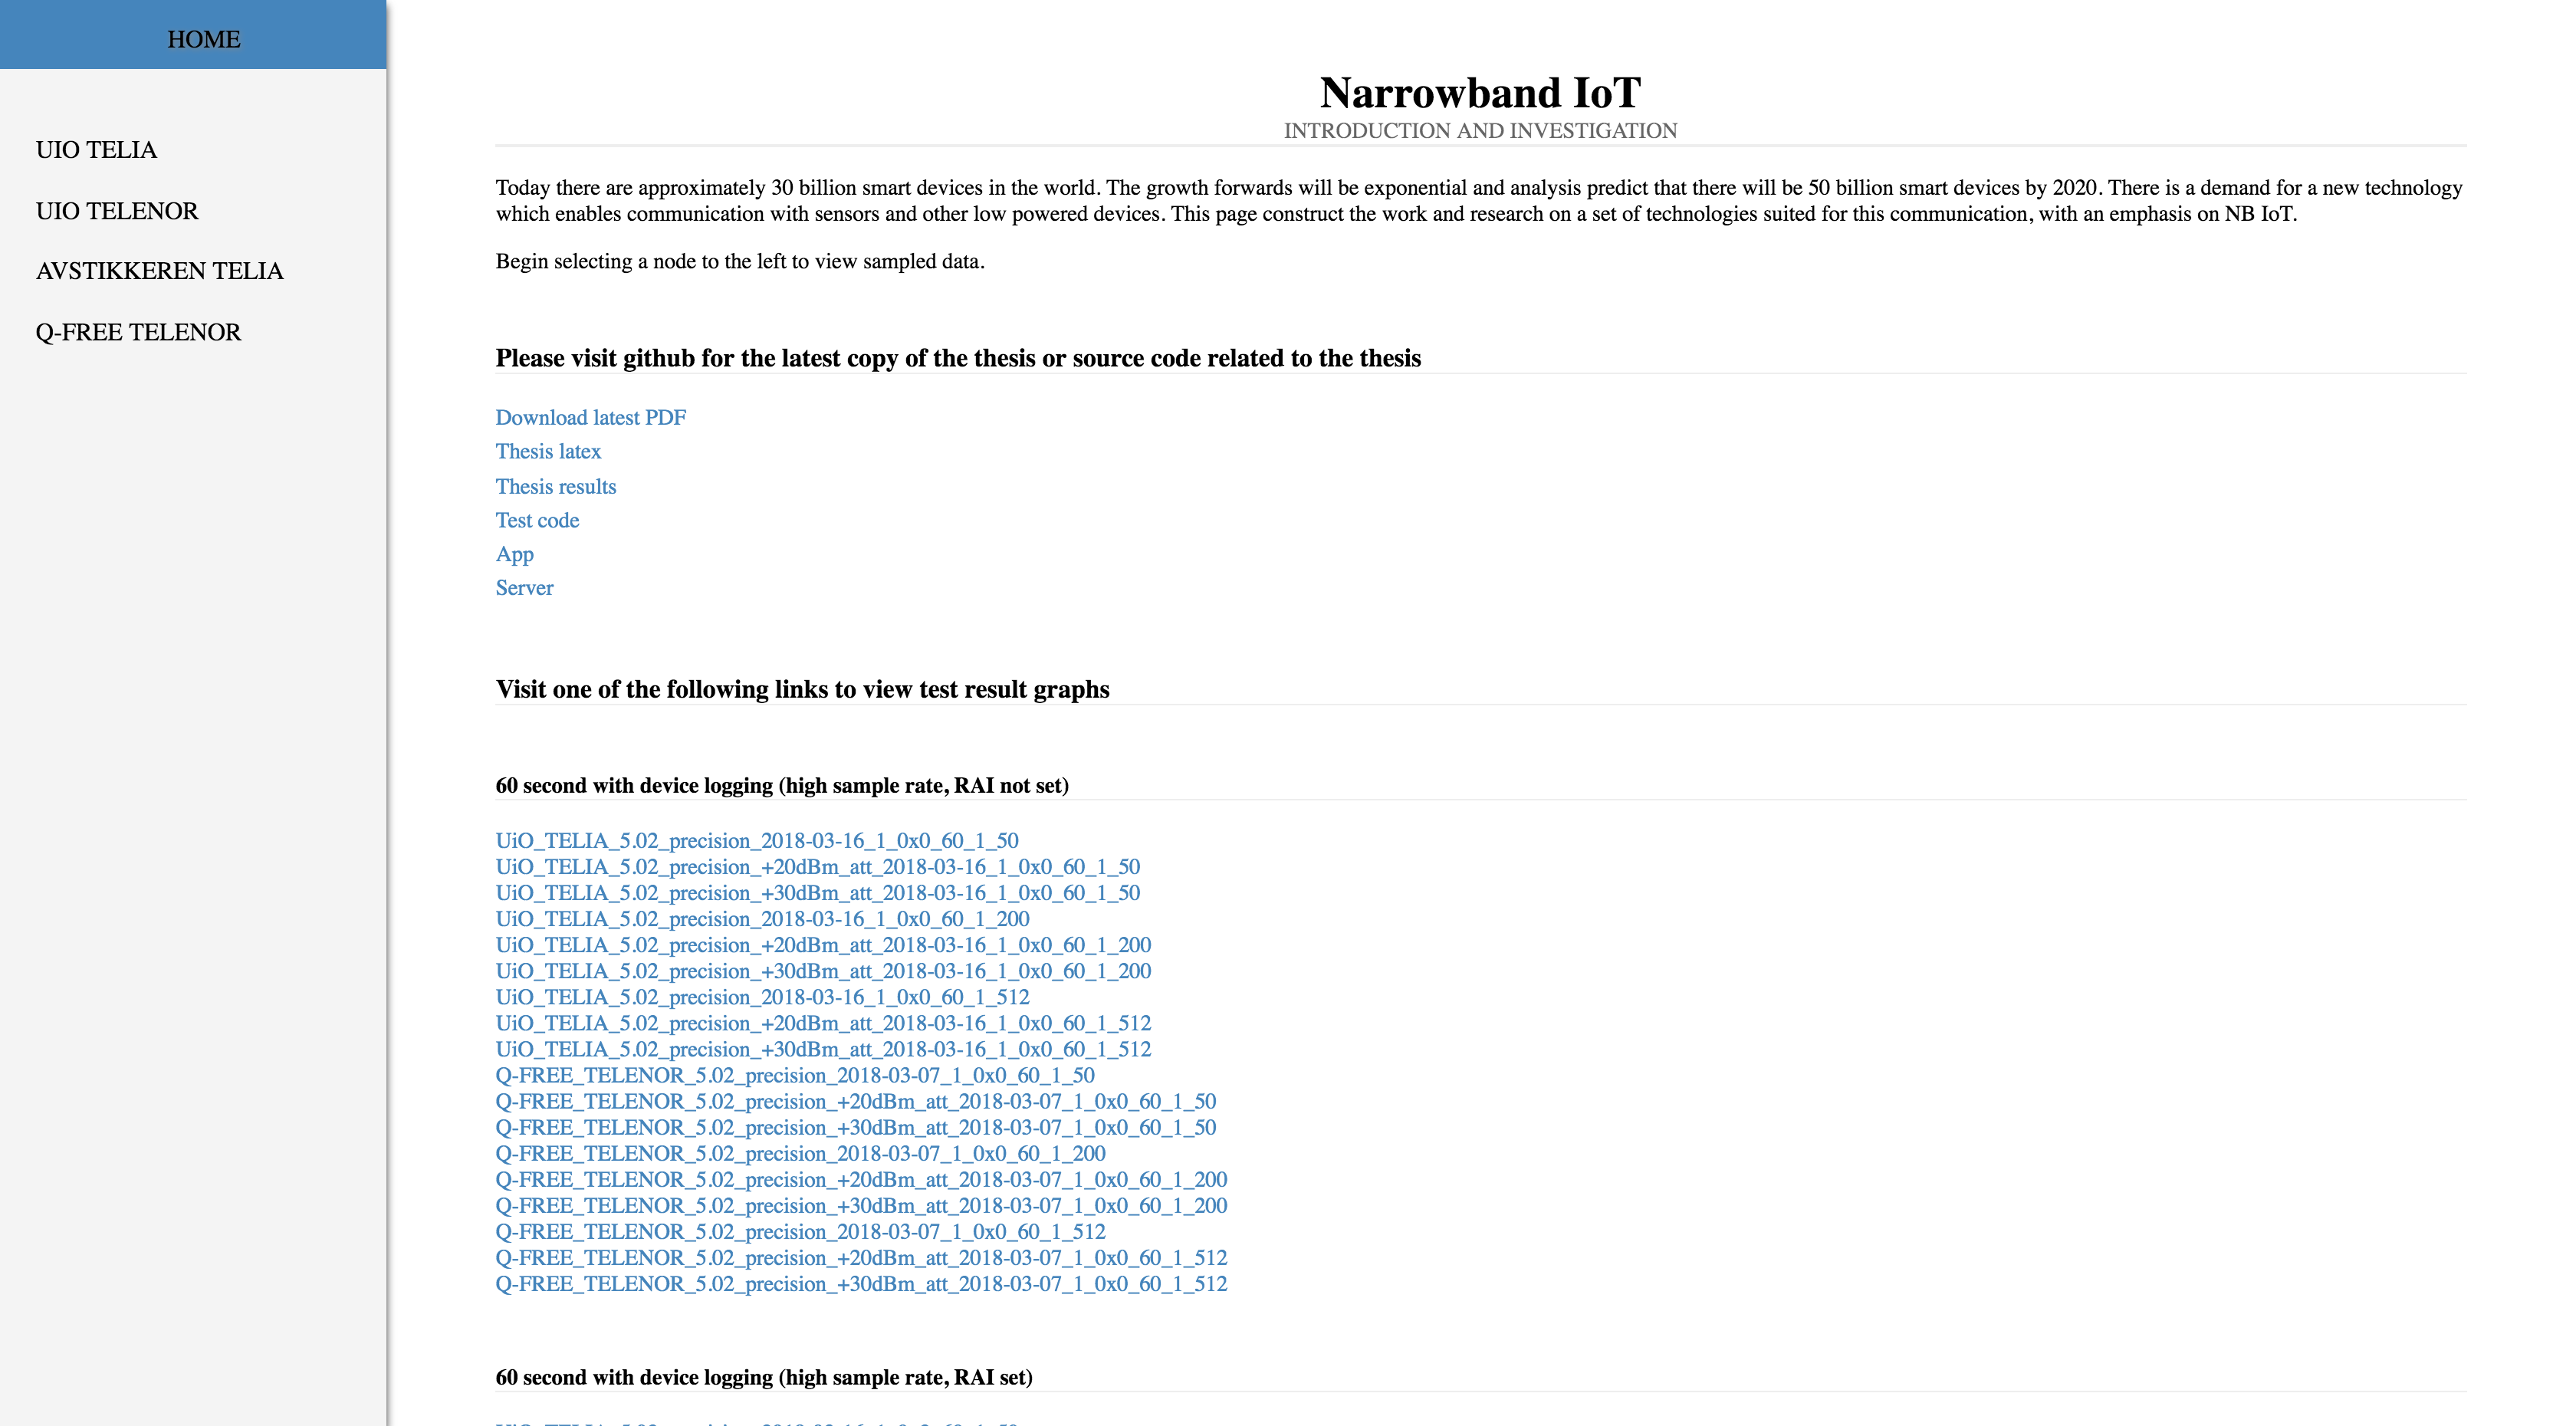 HOME
UIO TELIA
UIO TELENOR
AVSTIKKEREN TELIA
Q-FREE TELENOR
Narrowband IoT
INTRODUCTION AND INVESTIGATION
Today there are approximately 30 billion smart devices in the world. The growth forwards will be exponential and analysis predict that there will be 50 billion smart devices by 2020. There is a demand for a new technology
which enables communication with sensors and other low powered devices. This page construct the work and research on a set of technologies suited for this communication, with an emphasis on NB IoT.
Begin selecting a node to the left to view sampled data.
Please visit github for the latest copy of the thesis or source code related to the thesis
Download latest PDF
Thesis latex
Thesis results
Test code
App
Server
Visit one of the following links to view test result graphs
60 second with device logging (high sample rate, RAI not set)
UiO_TELIA_5.02_precision_2018-03-16_1_0x0_60_1_50
UiO_TELIA_5.02_precision_+20dBm_att_2018-03-16_1_0x0_60_1_50
UiO_TELIA_5.02_precision_+30dBm_att_2018-03-16_1_0x0_60_1_50
UiO_TELIA_5.02_precision_2018-03-16_1_0x0_60_1_200
UiO_TELIA_5.02_precision_+20dBm_att_2018-03-16_1_0x0_60_1_200
UiO_TELIA_5.02_precision_+30dBm_att_2018-03-16_1_0x0_60_1_200
UiO_TELIA_5.02_precision_2018-03-16_1_0x0_60_1_512
UiO_TELIA_5.02_precision_+20dBm_att_2018-03-16_1_0x0_60_1_512
UiO_TELIA_5.02_precision_+30dBm_att_2018-03-16_1_0x0_60_1_512
Q-FREE_TELENOR_5.02_precision_2018-03-07_1_0x0_60_1_50
Q-FREE_TELENOR_5.02_precision_+20dBm_att_2018-03-07_1_0x0_60_1_50
Q-FREE_TELENOR_5.02_precision_+30dBm_att_2018-03-07_1_0x0_60_1_50
Q-FREE_TELENOR_5.02_precision_2018-03-07_1_0x0_60_1_200
Q-FREE_TELENOR_5.02_precision_+20dBm_att_2018-03-07_1_0x0_60_1_200
Q-FREE_TELENOR_5.02_precision_+30dBm_att_2018-03-07_1_0x0_60_1_200
Q-FREE_TELENOR_5.02_precision_2018-03-07_1_0x0_60_1_512
Q-FREE_TELENOR_5.02_precision_+20dBm_att_2018-03-07_1_0x0_60_1_512
Q-FREE_TELENOR_5.02_precision_+30dBm_att_2018-03-07_1_0x0_60_1_512
60 second with device logging (high sample rate, RAI set)